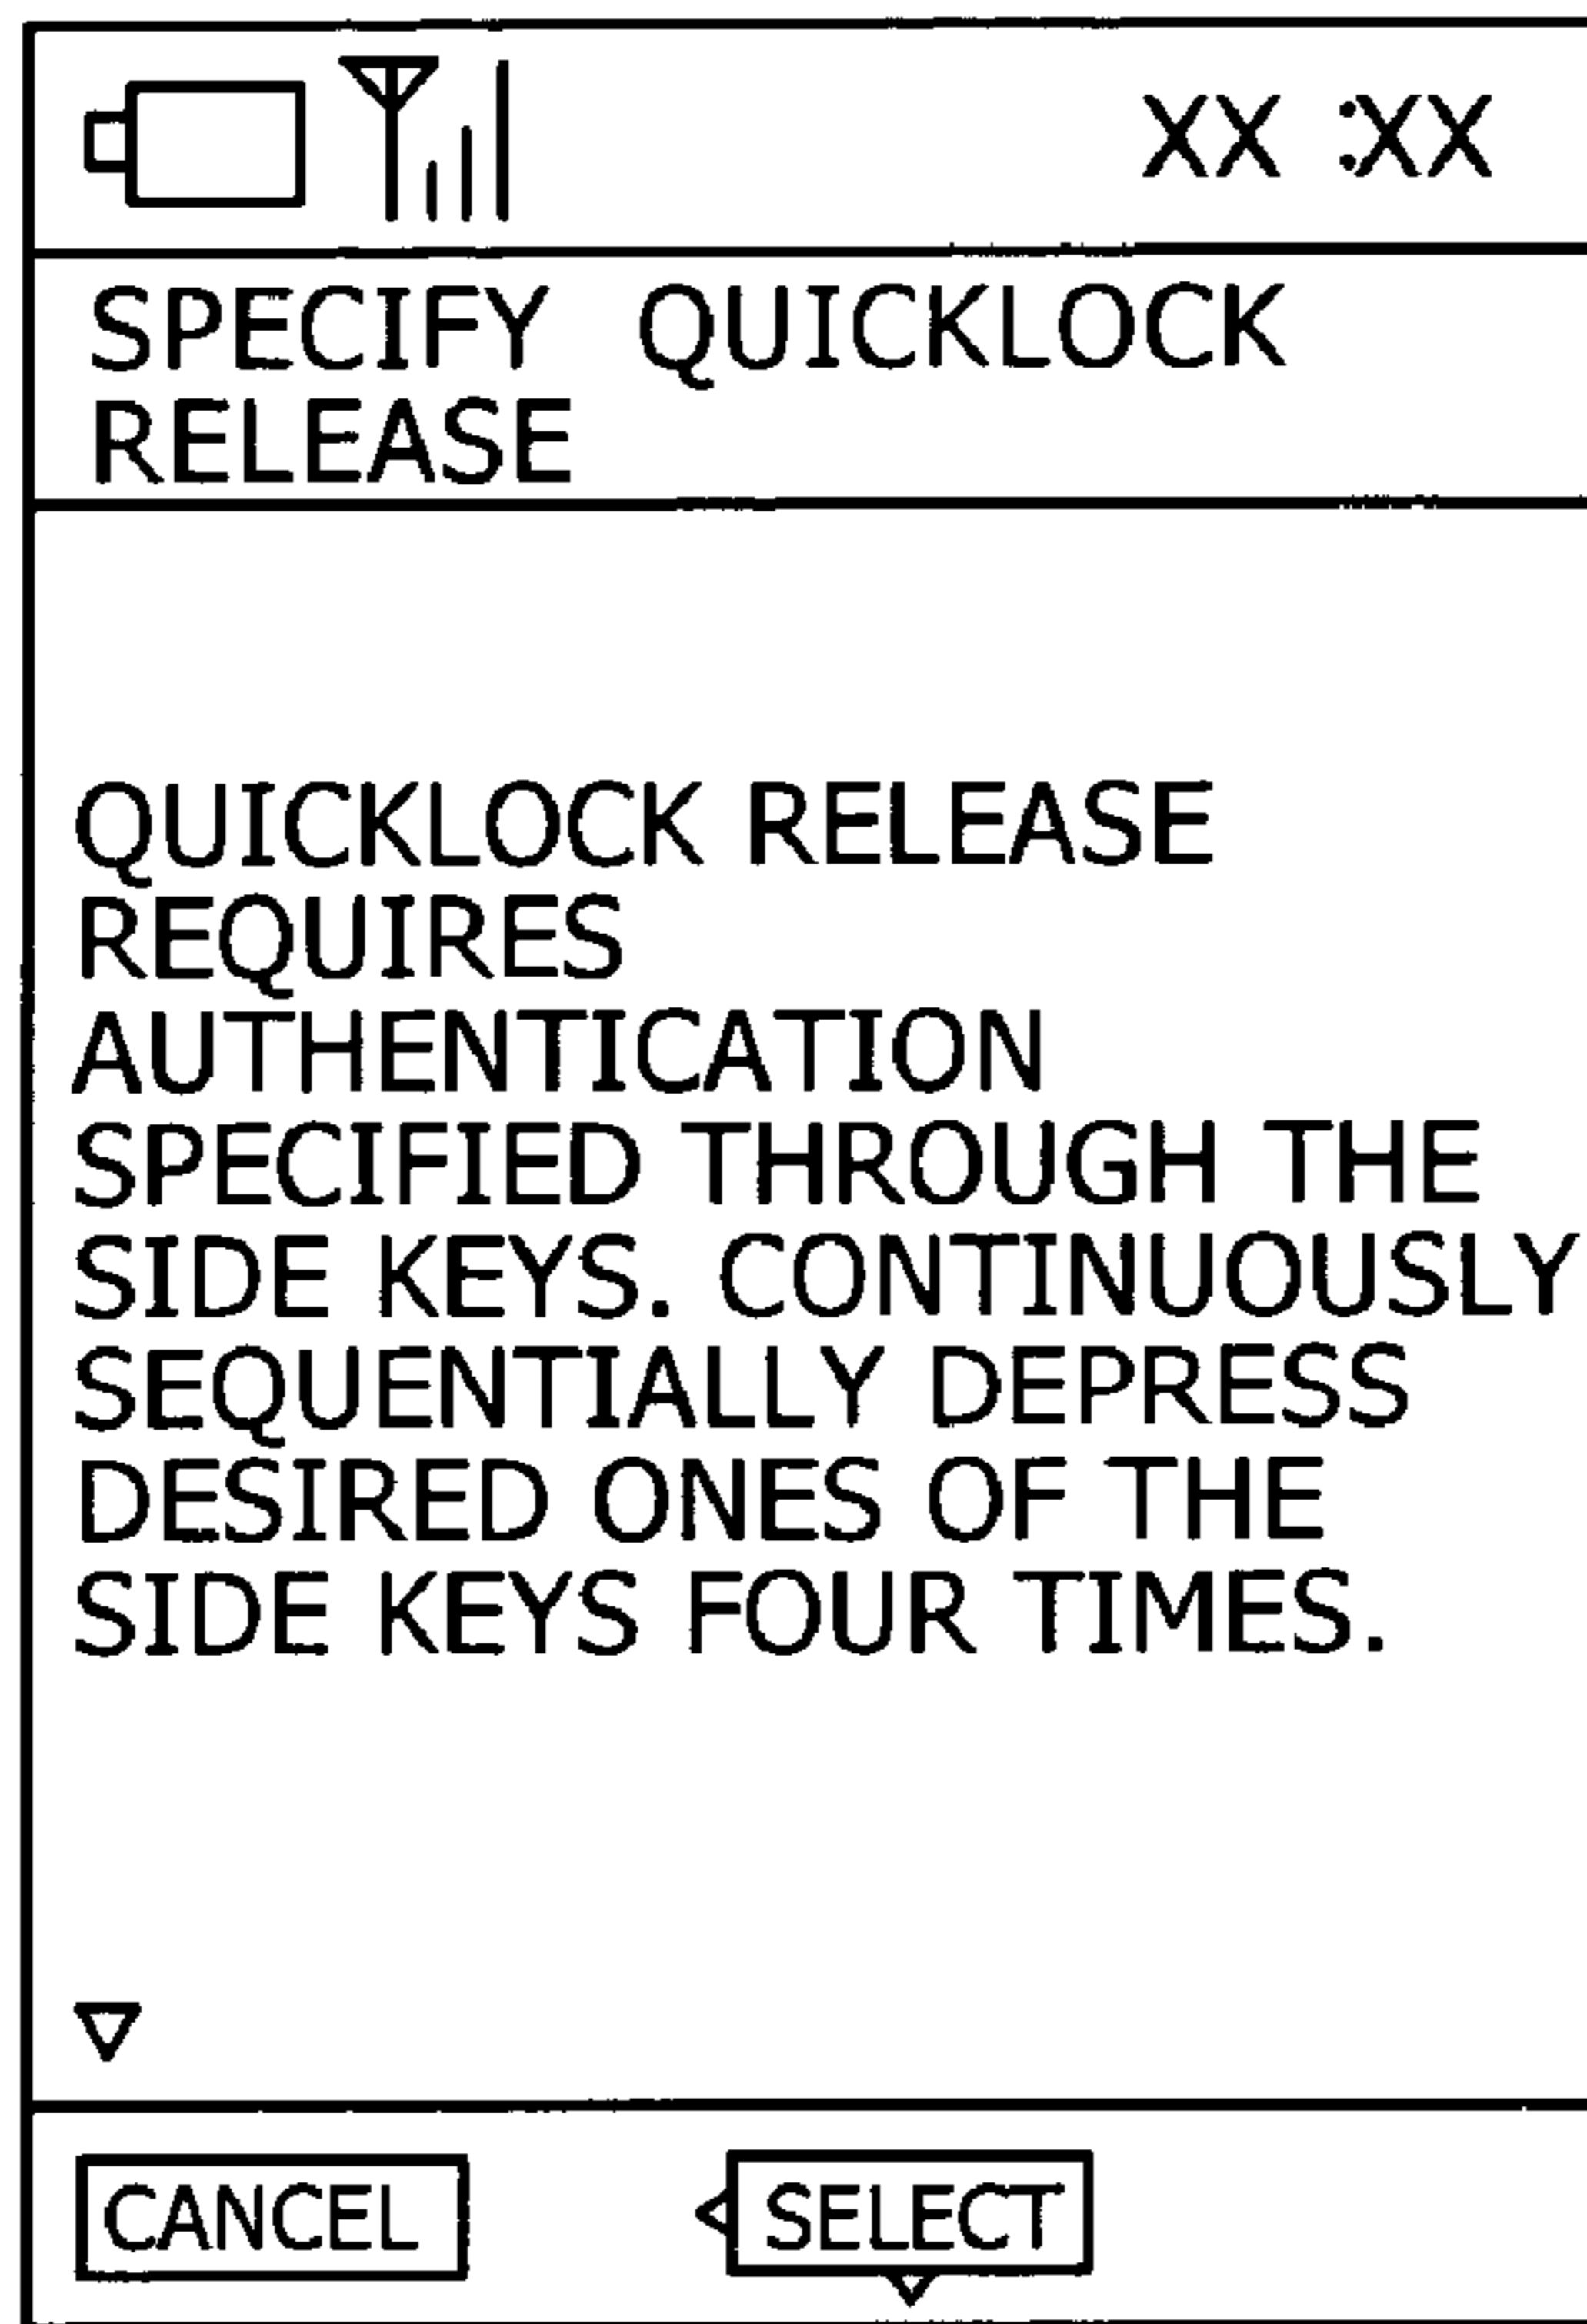 XX :XX
SPECIFY QUICKLOCK
RELEASE
QUICKLOCK RELEASE
REQUIRES
AUTHENTICATION
SPECIFIED THROUGH THE
SIDE KEYS. CONTINUOUSLY
SEQUENTIALLY DEPRESS
DESIRED ONES OF THE
SIDE KEYS FOUR TIMES.
CANCEL
SELECT